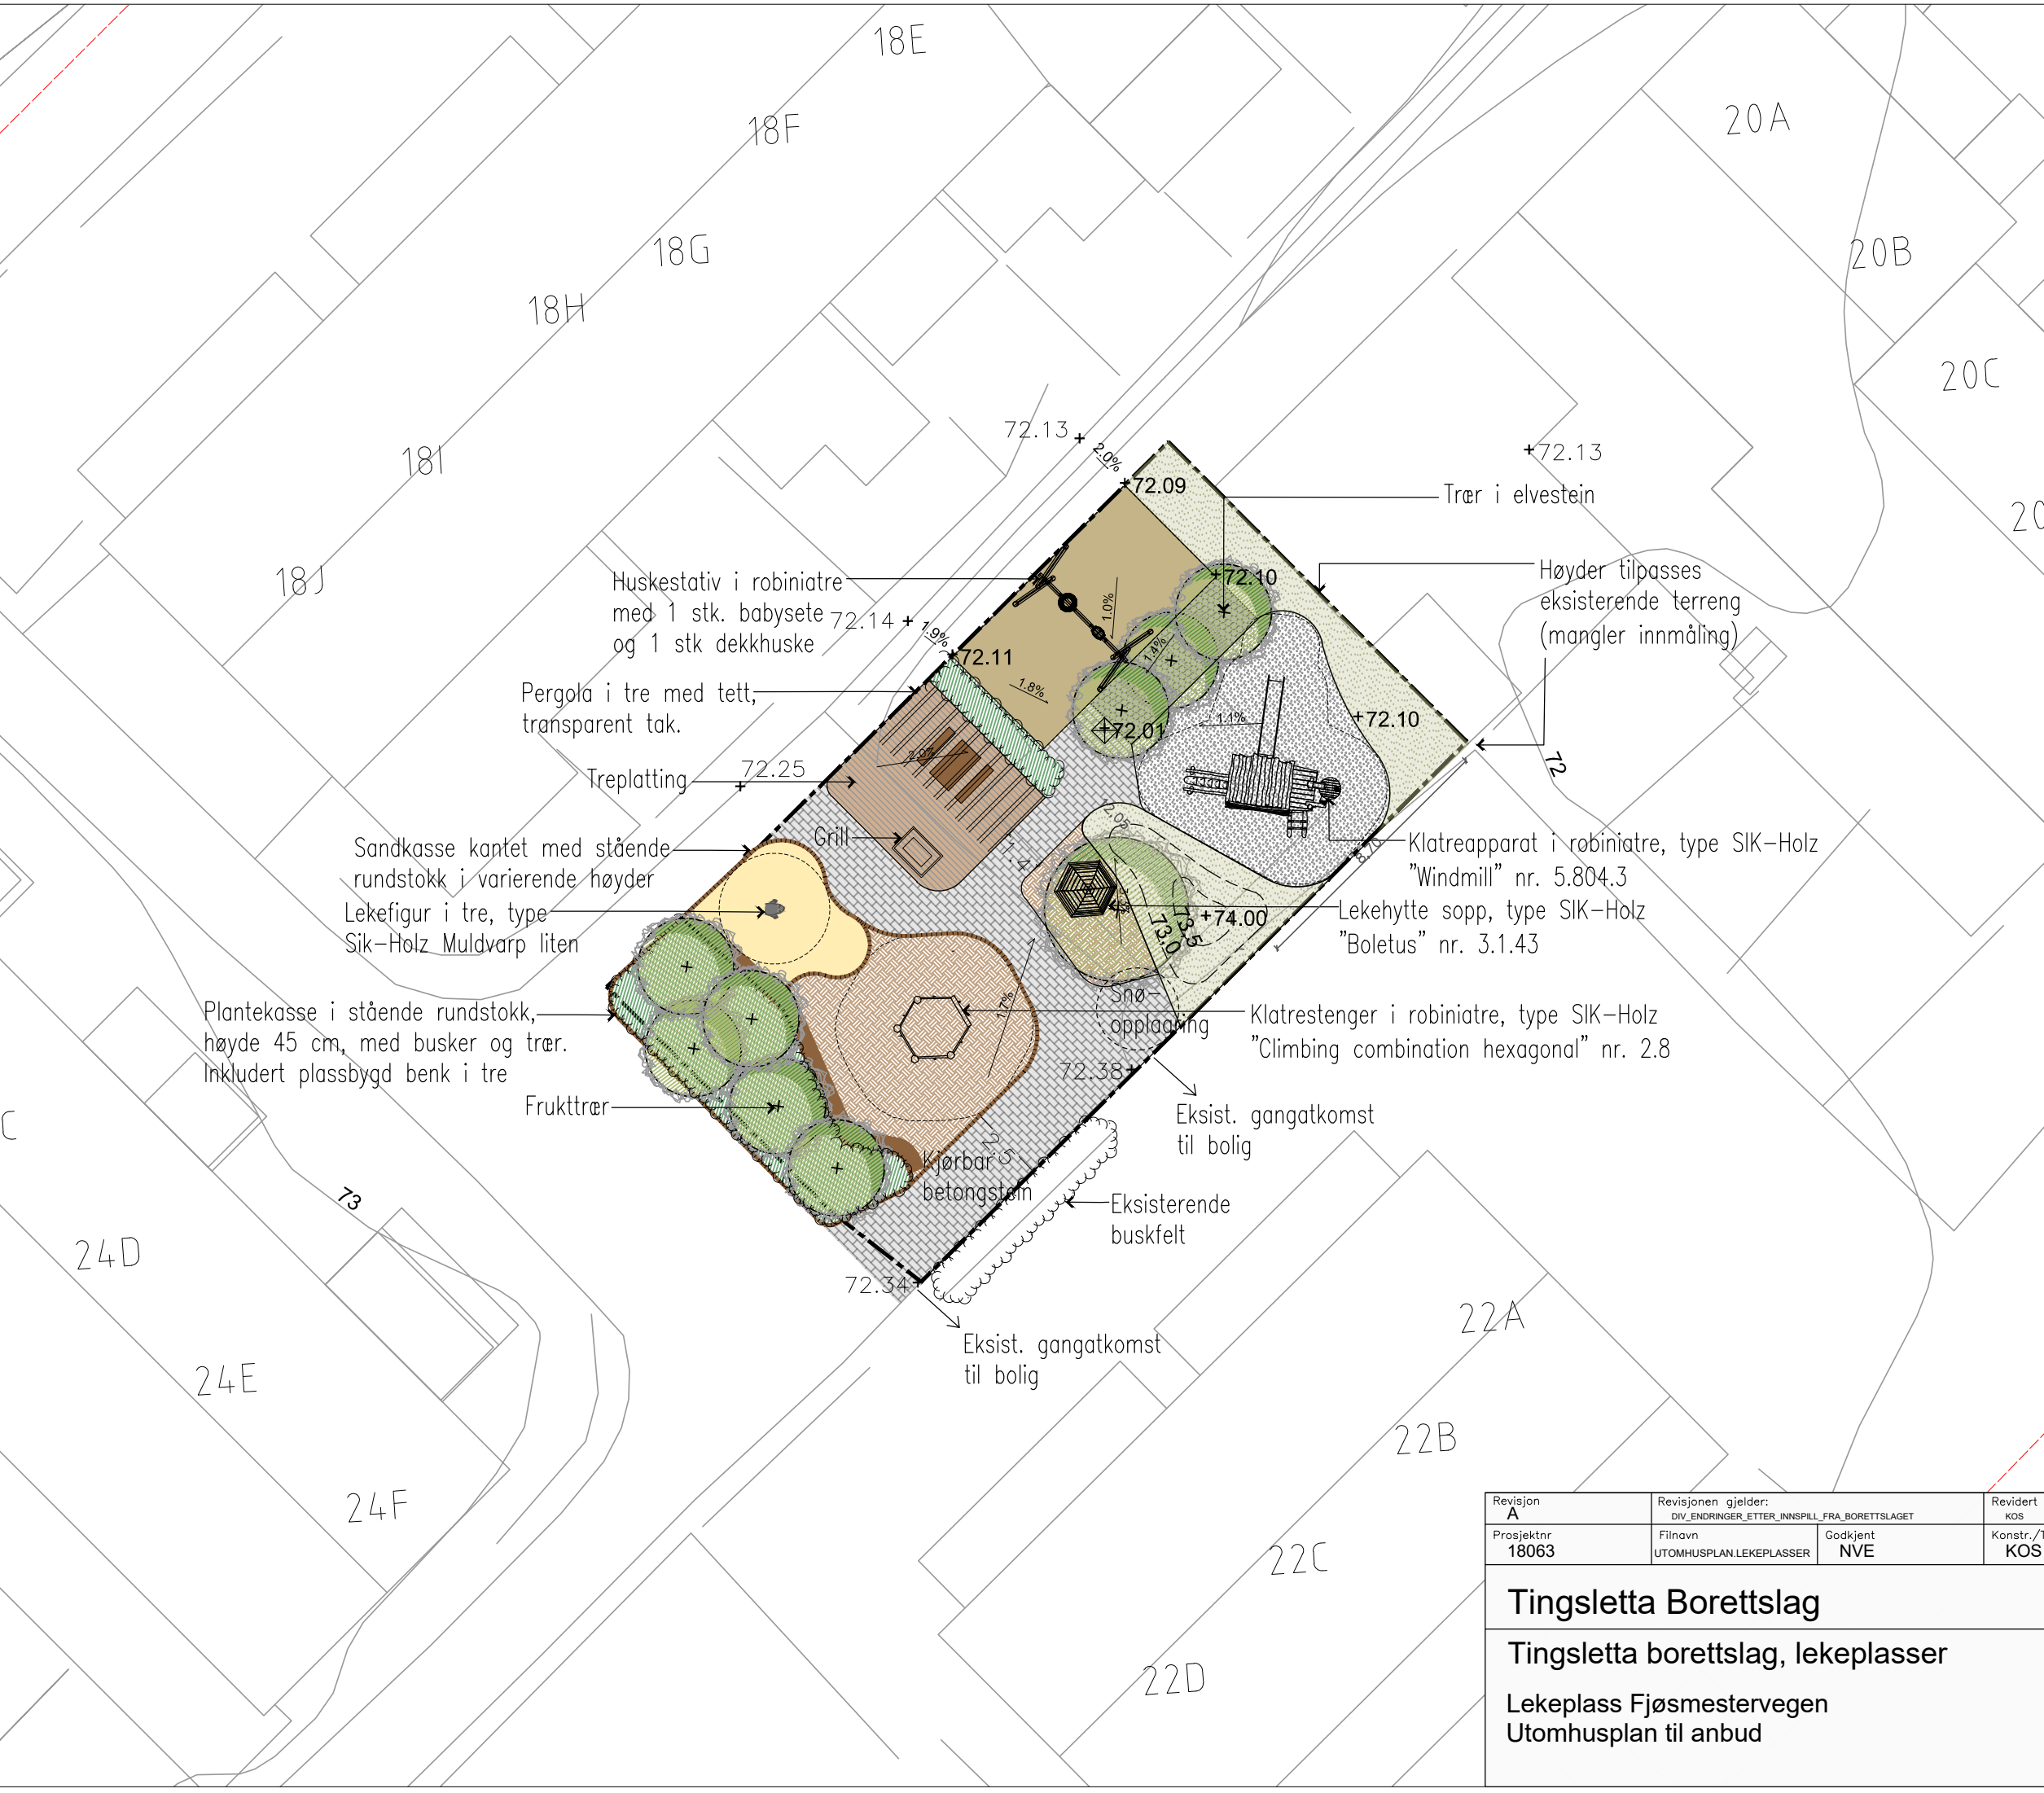 18E
18F
20A
18G
20B
18H
20C
18I
72.13
2.0%
72.13
72.09
Trær i elvestein
20
18J
Huskestativ i robiniatre
med 1 stk. babysete
og 1 stk dekkhuske
72.10
1.0%
Høyder tilpasses
eksisterende terreng
(mangler innmåling)
72.14
1.9%
72.11
1.4%
1.8%
Pergola i tre med tett,
transparent tak.
72.01
1.1%
72.10
72
Treplatting
72.25
2.0%
Grill
Sandkasse kantet med stående
rundstokk i varierende høyder
Klatreapparat i robiniatre, type SIK-Holz
"Windmill" nr. 5.804.3
Lekefigur i tre, type
Sik-Holz Muldvarp liten
Lekehytte sopp, type SIK-Holz
"Boletus" nr. 3.1.43
73.0
73.5
74.00
Snø-
opplagring
1.7%
Plantekasse i stående rundstokk,
høyde 45 cm, med busker og trær.
Inkludert plassbygd benk i tre
Klatrestenger i robiniatre, type SIK-Holz
"Climbing combination hexagonal" nr. 2.8
72.38
Frukttrær
Eksist. gangatkomst
til bolig
C
2.5
Kjørbar
betongstein
Eksisterende
buskfelt
73
24D
72.34
22A
Eksist. gangatkomst
til bolig
24E
22B
24F
22C
22D
Revisjon
A
Revisjonen gjelder:
DIV_ENDRINGER_ETTER_INNSPILL_FRA_BORETTSLAGET
Revidert
KOS
Prosjektnr
18063
Filnavn
UTOMHUSPLAN.LEKEPLASSER
Godkjent
NVE
Konstr./T
KOS
Tingsletta Borettslag
Tingsletta borettslag, lekeplasser
Lekeplass Fjøsmestervegen
Utomhusplan til anbud